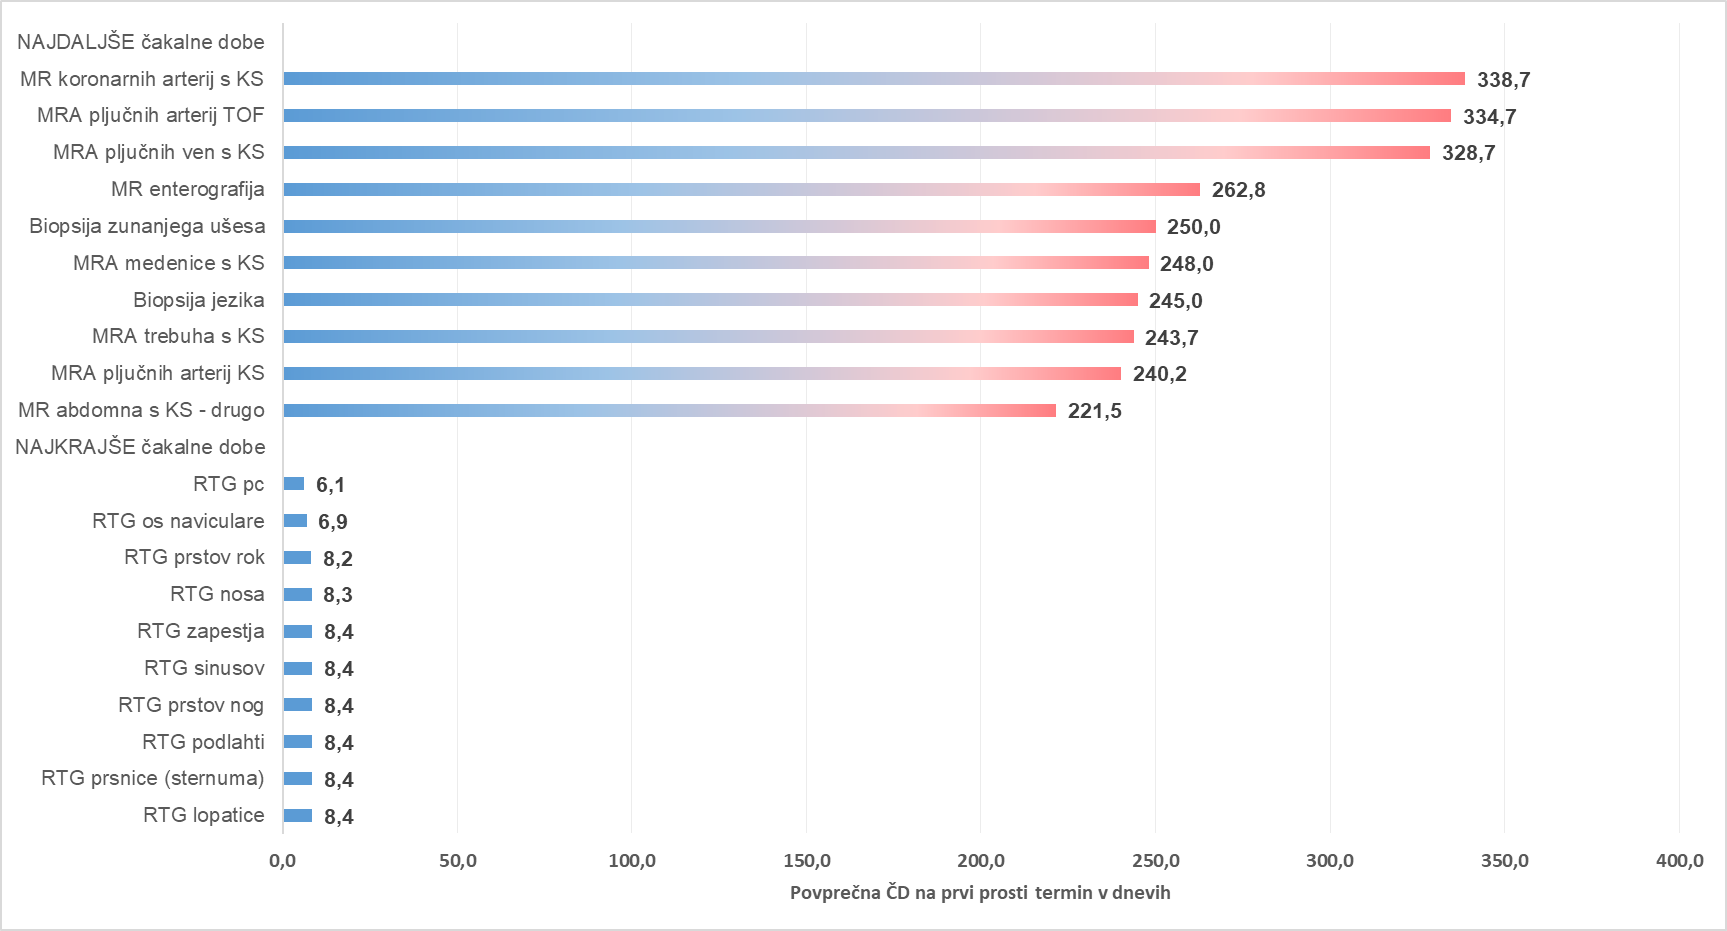 NAJDALJŠE čakalne dobe
MR koronarnih arterij s KS 338,7
MRA pljučnih arterij TOF 334,7
MRA pljučnih ven s KS 328,7
MR enterografija 262,8
Biopsija zunanjega ušesa 250,0
MRA medenice s KS 248,0
Biopsija jezika 245,0
MRA trebuha s KS 243,7
MRA pljučnih arterij KS 240,2
MR abdomna s KS - drugo 221,5
NAJKRAJŠE čakalne dobe
RTG pc 6,1
RTG os naviculare 6,9
RTG prstov rok 8,2
RTG nosa 8,3
RTG zapestja 8,4
RTG sinusov 8,4
RTG prstov nog 8,4
RTG podlahti 8,4
RTG prsnice (sternuma) 8,4
RTG lopatice 8,4
0,0 50,0 100,0 150,0 200,0 250,0 300,0 350,0 400,0
Povprečna ČD na prvi prosti termin v dnevih